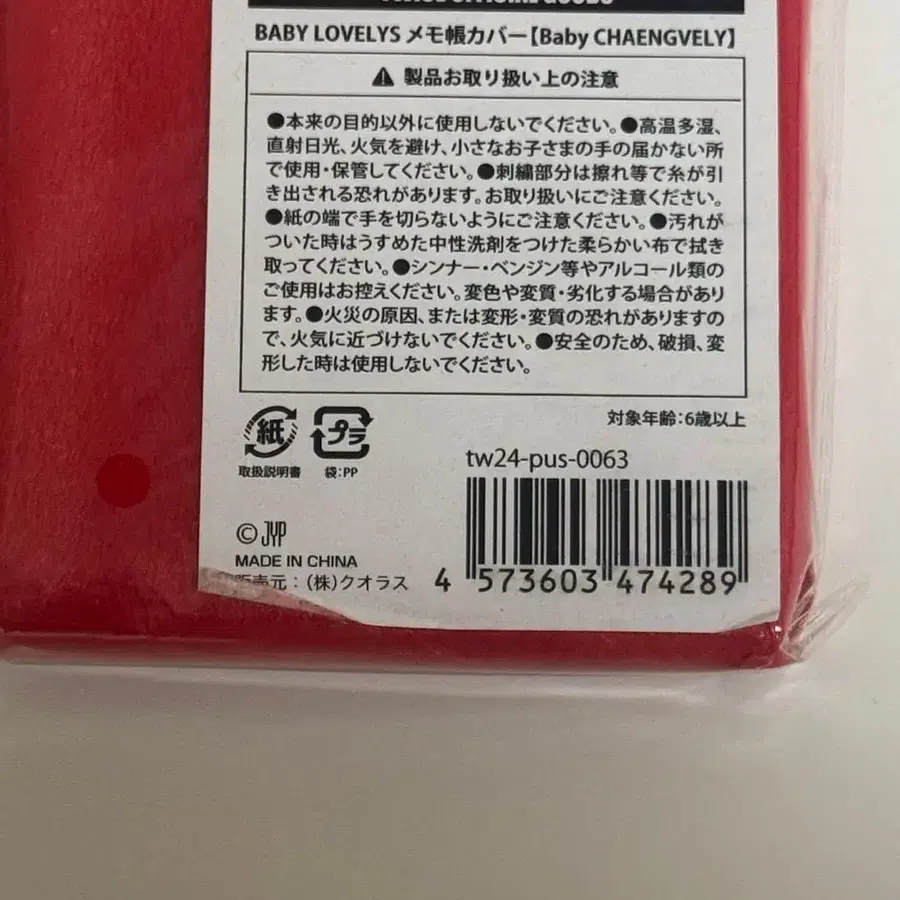 OFFICIAL GOODS
BABY LOVELYS メモ帳カバー【Baby CHAENGVELY】
製品お取り扱い上の注意
●本来の目的以外に使用しないでください。●高温多湿、
直射日光、火気を避け、小さなお子さまの手の届かない所
で使用・保管してください。●刺繍部分は擦れ等で糸が引
き出される恐れがあります。お取り扱いにご注意ください。
●紙の端で手を切らないようにご注意ください。●汚れが
ついた時はうすめた中性洗剤をつけた柔らかい布で拭き
取ってください。●シンナー・ベンジン等やアルコール類の
ご使用はお控えください。変色や変質・劣化する場合があり
ます。●火災の原因、または変形・変質の恐れがありますの
で、火気に近づけないでください。●安全のため、破損、変
形した時は使用しないでください。
対象年齢:6歳以上
紙
プラ
取扱説明書
袋:PP
tw24-pus-0063
© JYP
MADE IN CHINA
販売元:(株)クオラス
4 573603 474289